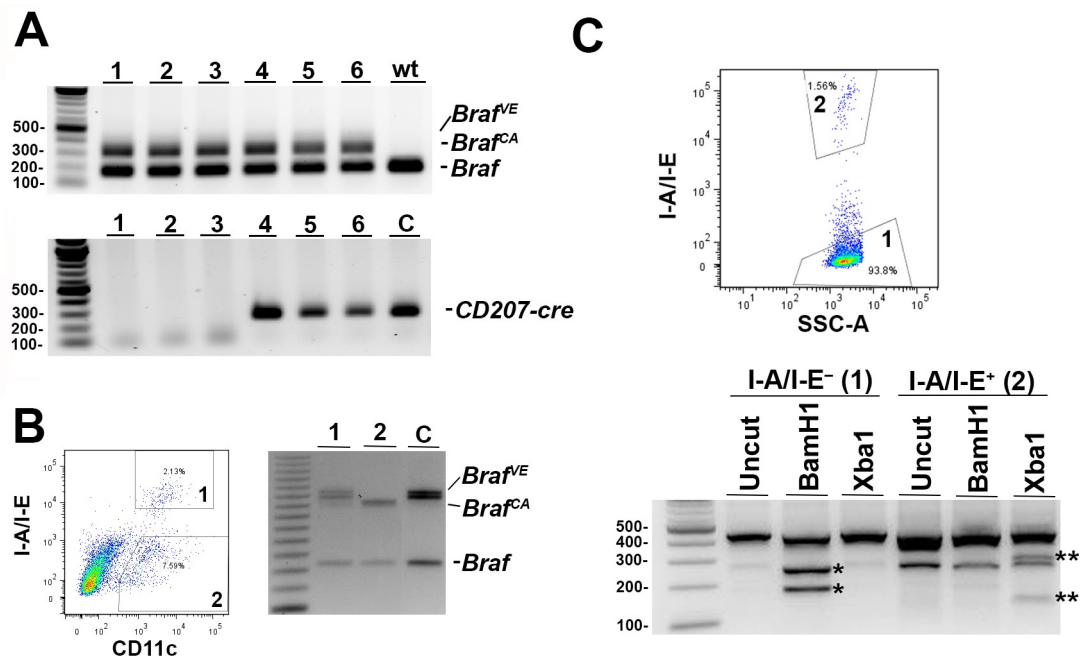 A
1 2 3 4 5 6 wt
500-
300-
200-
100-
Braf^VE
-Braf^CA
-Braf
1 2 3 4 5 6 C
500-
300-
200-
100-
-CD207-cre
B
I-A/I-E
10^5
10^4
10^3
10^2
0
2.13%
1
7.59%
2
0 10^2 10^3 10^4 10^5
CD11c
1 2 C
Braf^VE
Braf^CA
-Braf
C
I-A/I-E
10^5
10^4
10^3
10^2
0
1.56%
2
1
93.8%
10^1 10^2 10^3 10^4 10^5
SSC-A
I-A/I-E– (1) I-A/I-E+ (2)
Uncut BamH1 Xba1 Uncut BamH1 Xba1
500-
400-
300-
200-
100-
*
*
**
**